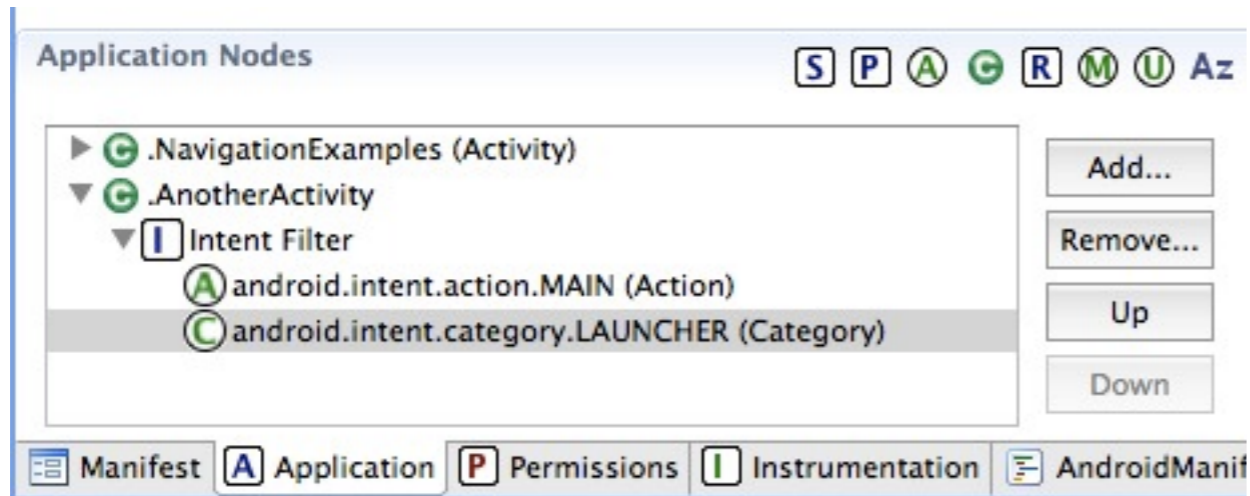 Application Nodes
S P A C R M U Az
C .NavigationExamples (Activity)
C .AnotherActivity
I Intent Filter
A android.intent.action.MAIN (Action)
C android.intent.category.LAUNCHER (Category)
Add...
Remove...
Up
Down
Manifest A Application P Permissions I Instrumentation AndroidManif